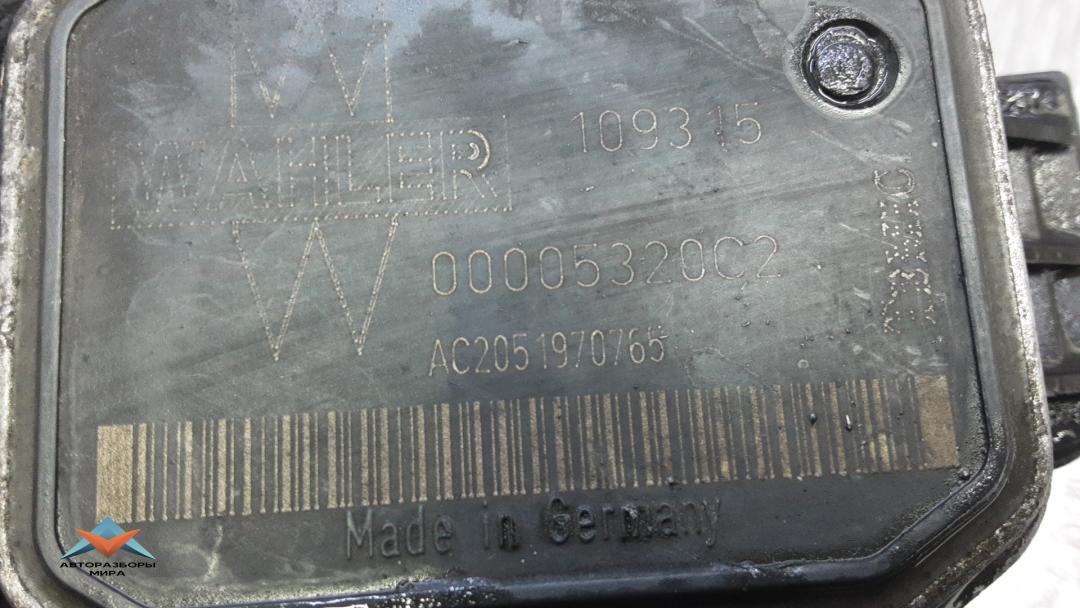 WAHLER
109315
00005320C2
AC2051970765
Made in Germany
АВТОРАЗБОРЫ
МИРА